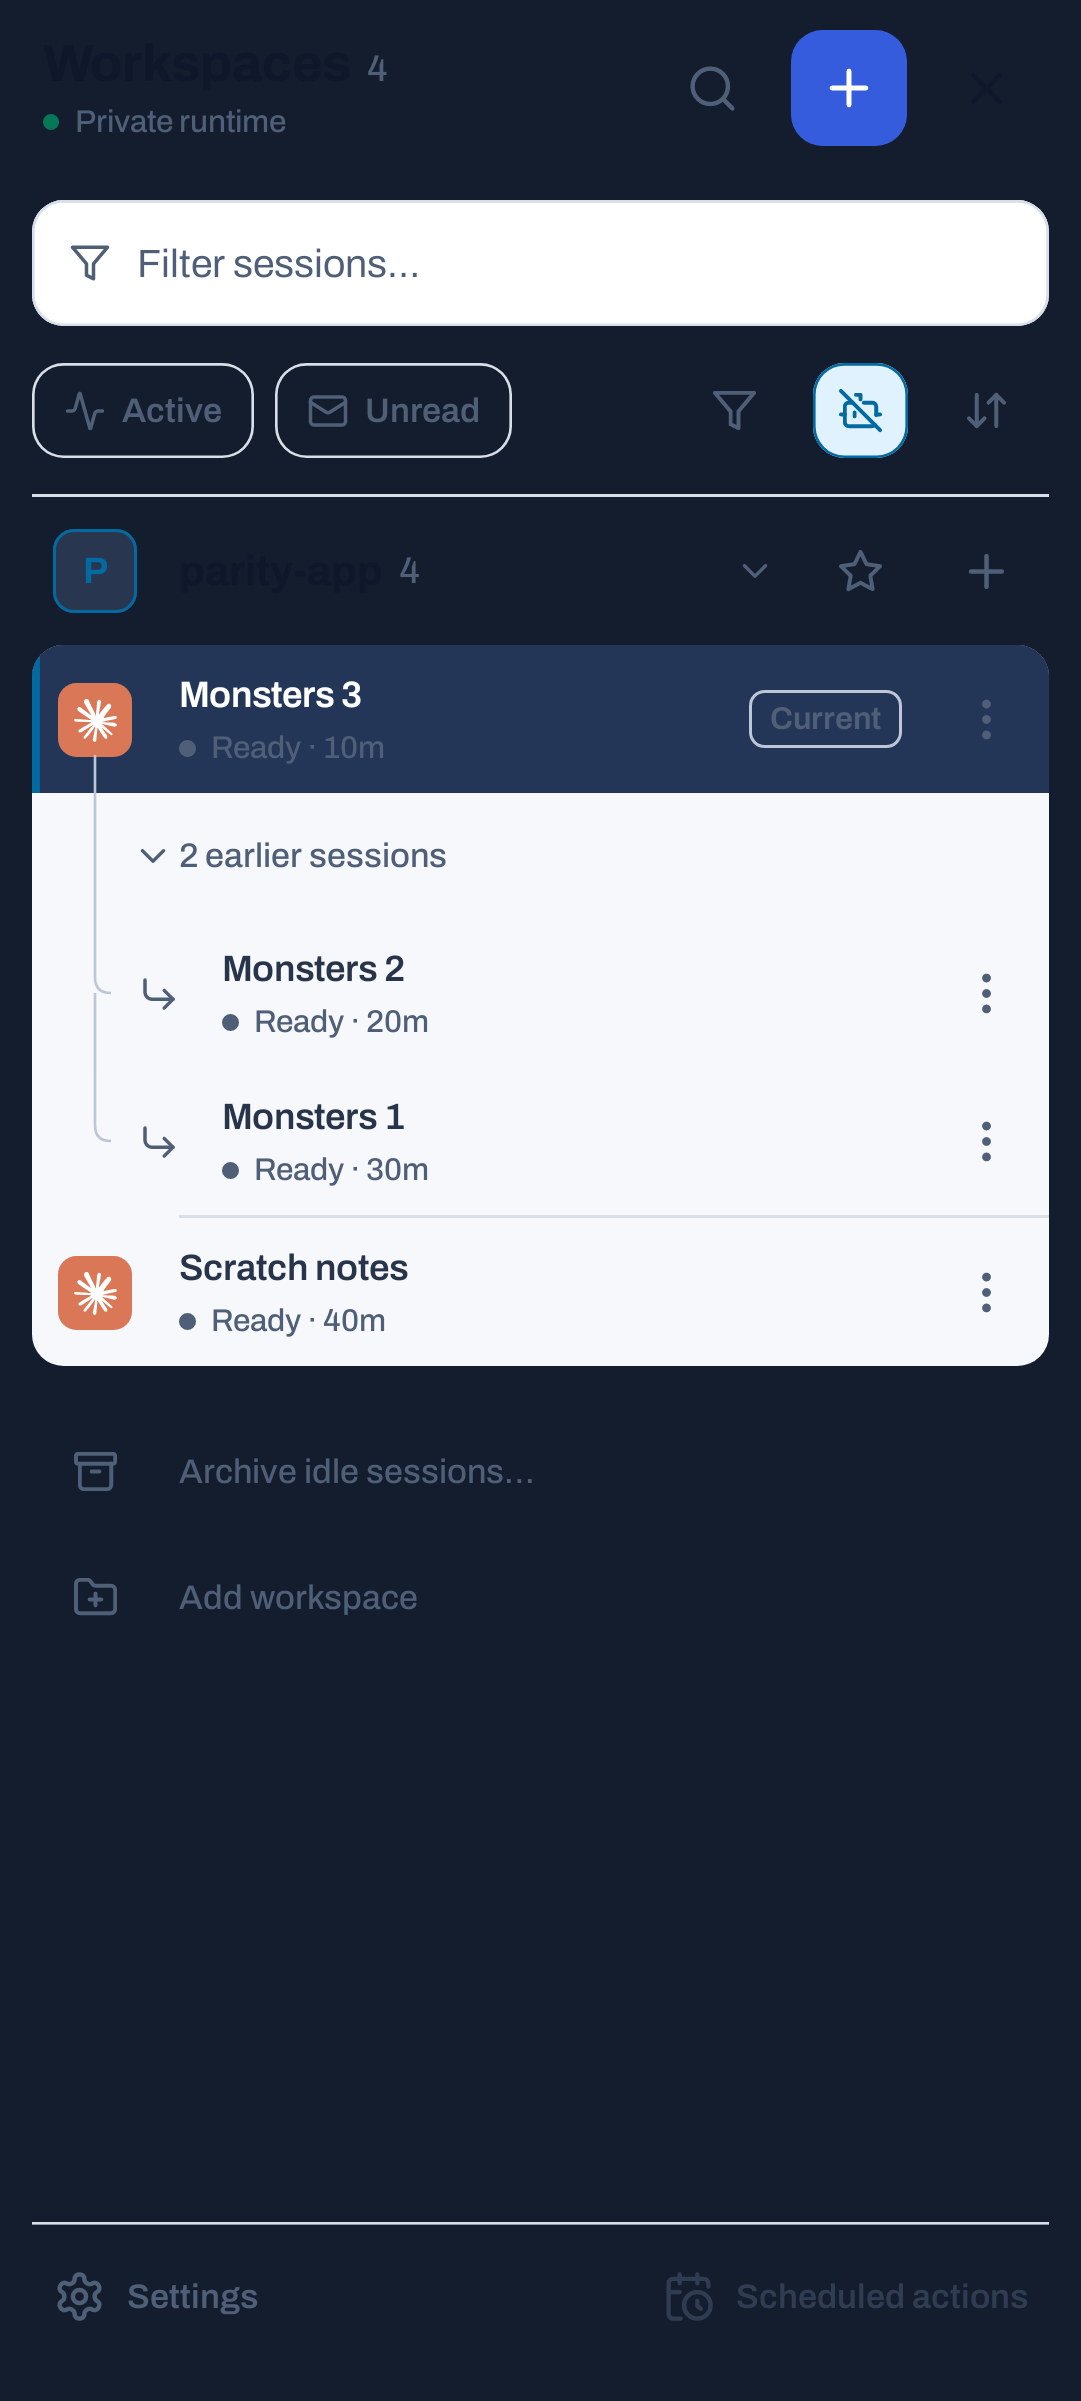 Workspaces 4
Private runtime
Filter sessions...
Active
Unread
P
parity-app 4
Monsters 3
Ready · 10m
Current
2 earlier sessions
Monsters 2
Ready · 20m
Monsters 1
Ready · 30m
Scratch notes
Ready · 40m
Archive idle sessions...
Add workspace
Settings
Scheduled actions